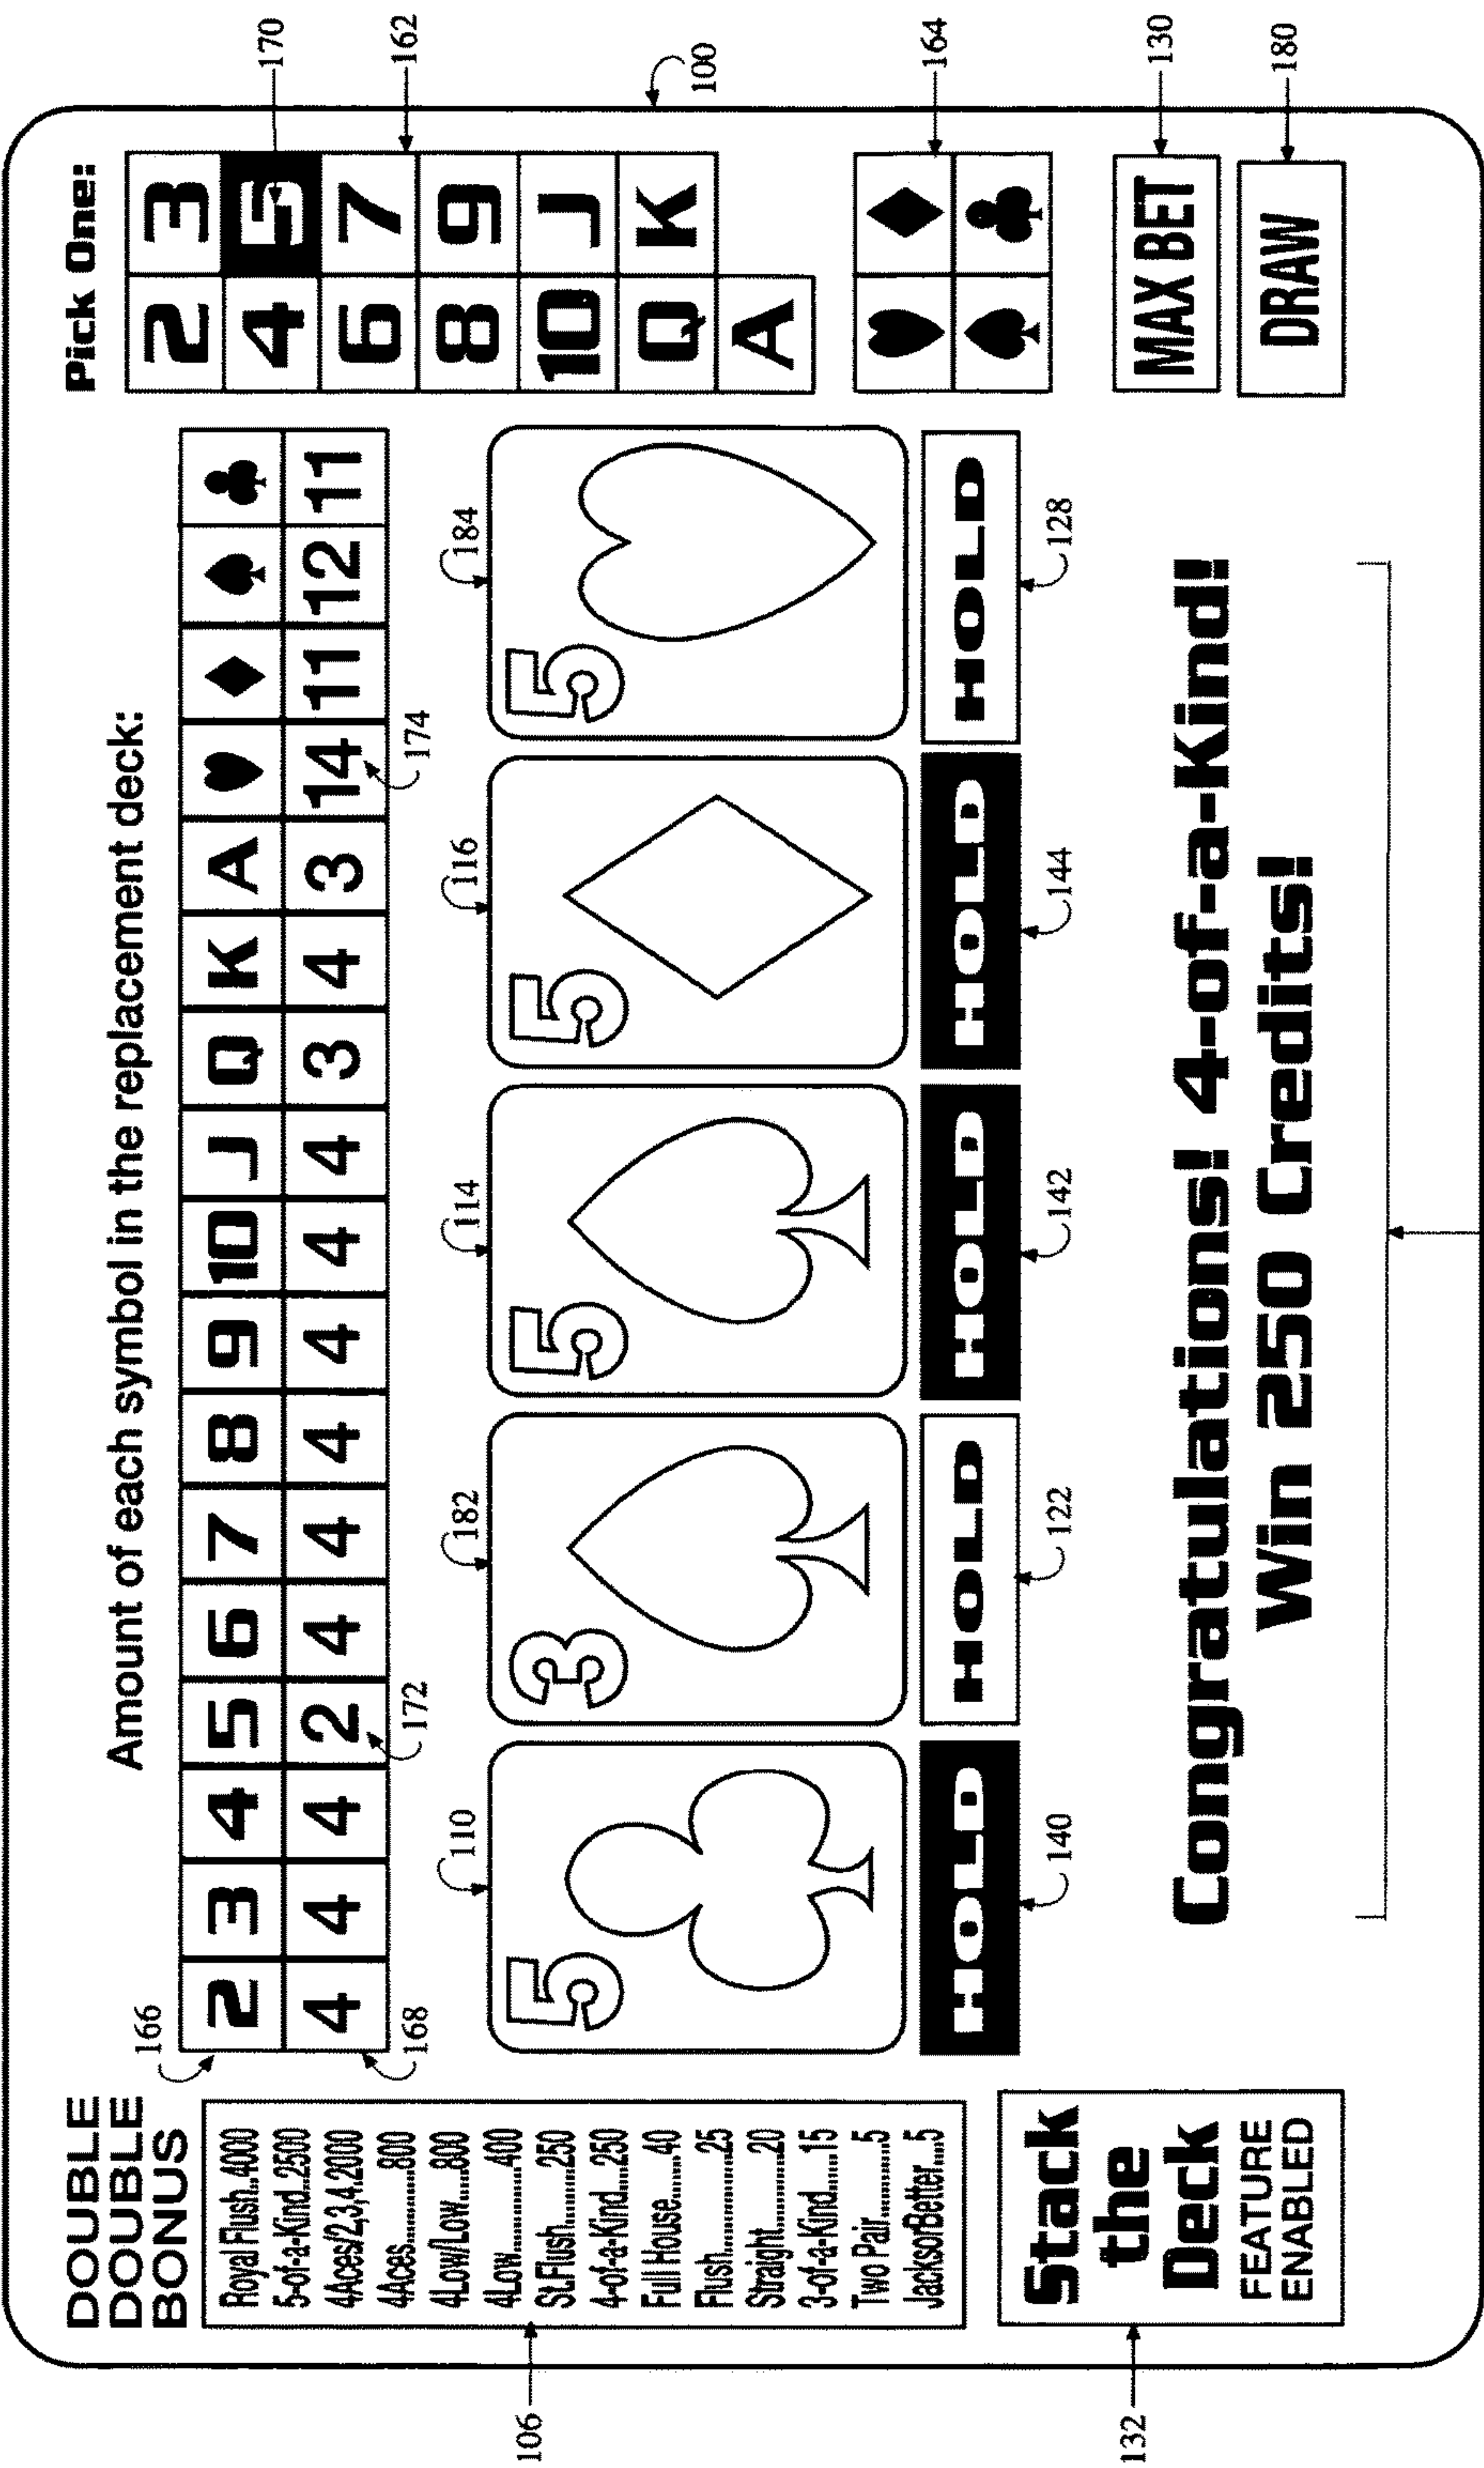 DOUBLE
DOUBLE
BONUS
Royal Flush..4000
5-of-a-Kind..2500
4Aces/2,3,4.2000
4Aces..........800
4Low/Low.....800
4Low............400
St.Flush......250
4-of-a-Kind...250
Full House.....40
Flush............25
Straight.........20
3-of-a-Kind...15
Two Pair........5
JacksorBetter....5
106
Stack
the
Deck
FEATURE
ENABLED
132
Amount of each symbol in the replacement deck:
166
2 3 4 5 6 7 8 9 10 J Q K A ♥ ♦ ♠ ♣
4 4 4 2 4 4 4 4 4 4 3 4 3 14 11 12 11
168 172 174
110 182 114 116 184
5 3 5 5 5
HOLD HOLD HOLD HOLD HOLD
140 122 142 144 128
Congratulations! 4-of-a-Kind!
Win 250 Credits!
Pick One:
2 3
4 5
6 7
8 9
10 J
Q K
A
♥ ♦
♠ ♣
MAX BET
DRAW
170
162
100
164
130
180